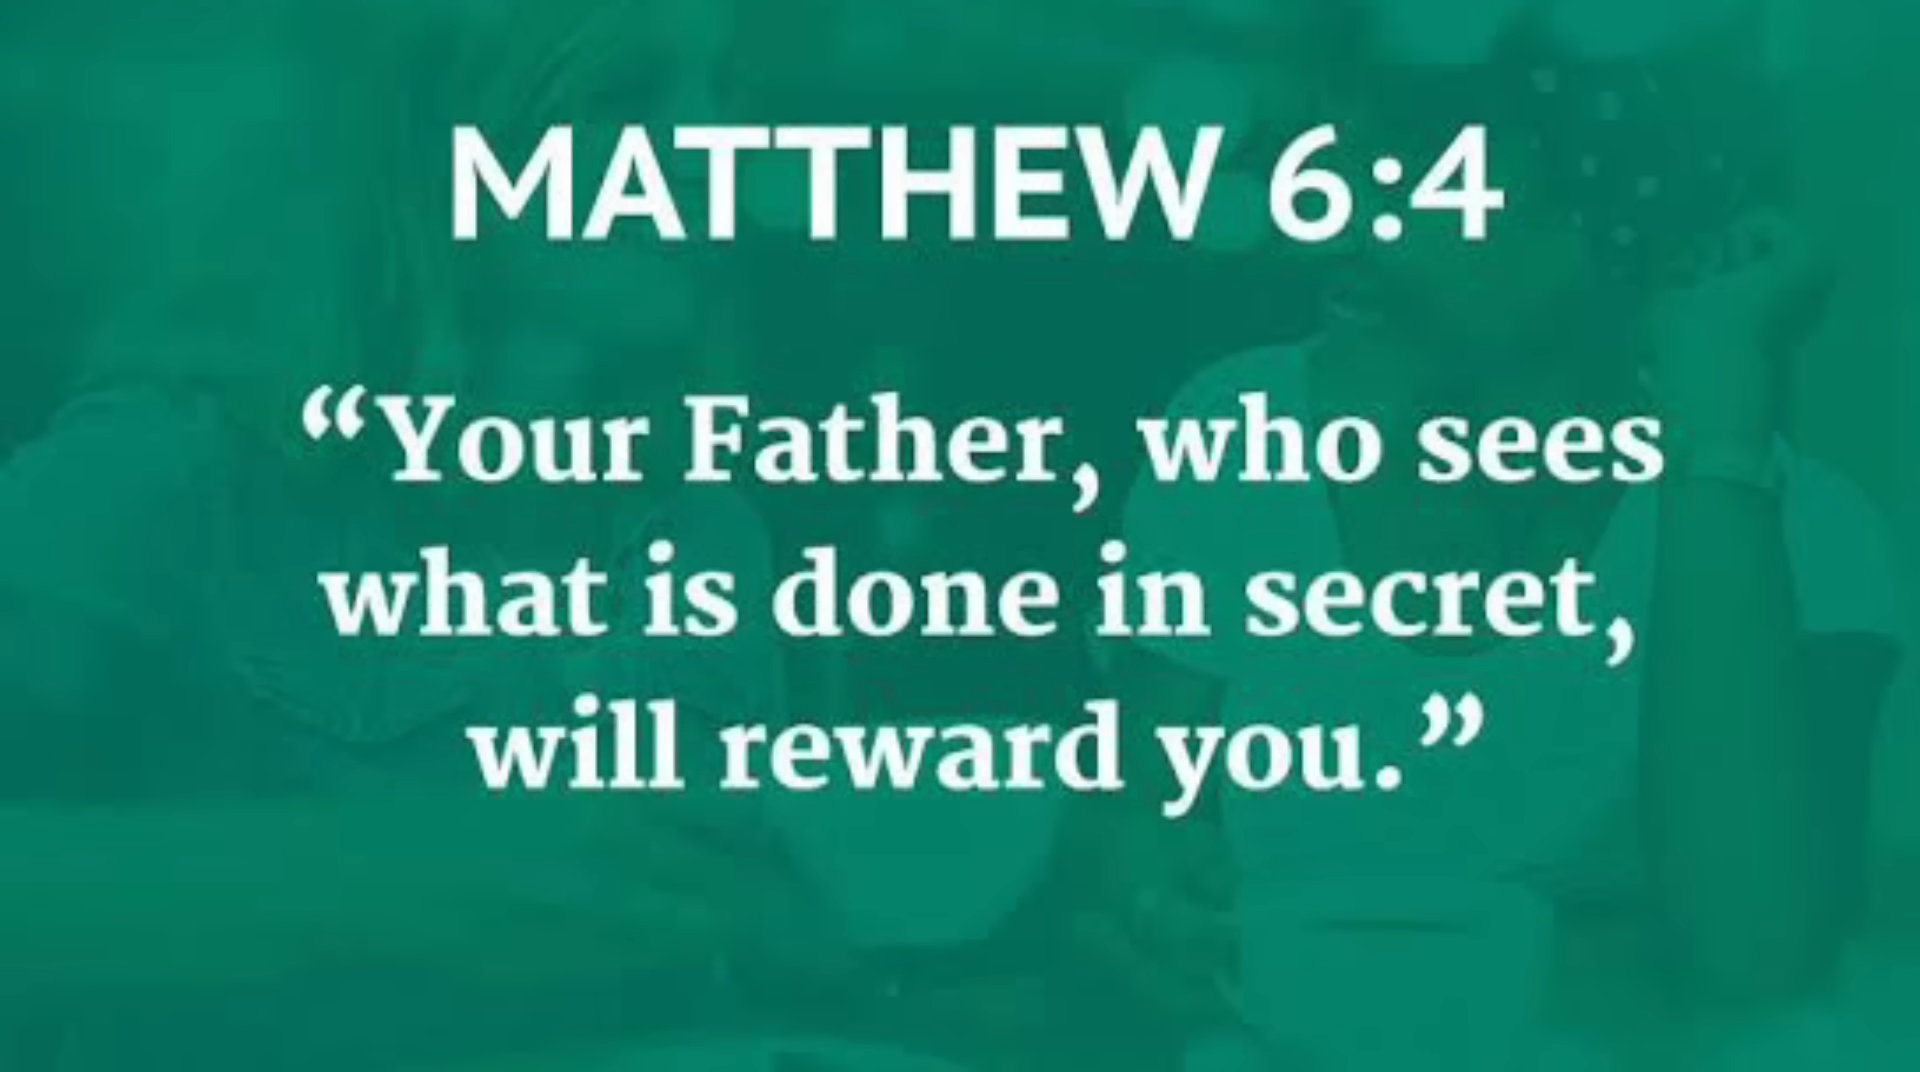 MATTHEW 6:4
“Your Father, who sees
what is done in secret,
will reward you.”